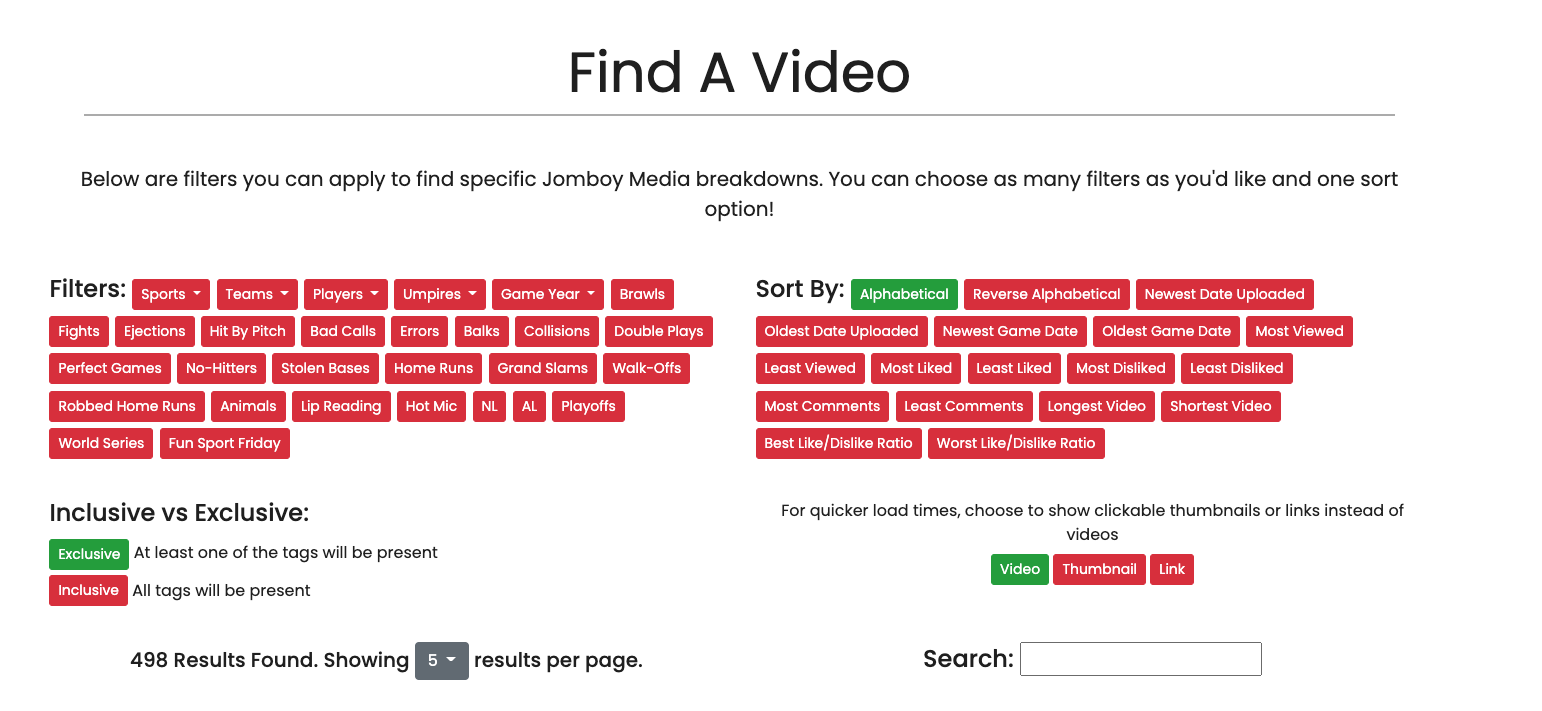 Find A Video
Below are filters you can apply to find specific Jomboy Media breakdowns. You can choose as many filters as you'd like and one sort
option!
Filters: Sports Teams Players Umpires Game Year Brawls
Fights Ejections Hit By Pitch Bad Calls Errors Balks Collisions Double Plays
Perfect Games No-Hitters Stolen Bases Home Runs Grand Slams Walk-Offs
Robbed Home Runs Animals Lip Reading Hot Mic NL AL Playoffs
World Series Fun Sport Friday
Sort By: Alphabetical Reverse Alphabetical Newest Date Uploaded
Oldest Date Uploaded Newest Game Date Oldest Game Date Most Viewed
Least Viewed Most Liked Least Liked Most Disliked Least Disliked
Most Comments Least Comments Longest Video Shortest Video
Best Like/Dislike Ratio Worst Like/Dislike Ratio
Inclusive vs Exclusive:
Exclusive At least one of the tags will be present
Inclusive All tags will be present
For quicker load times, choose to show clickable thumbnails or links instead of
videos
Video Thumbnail Link
498 Results Found. Showing 5 results per page.
Search: